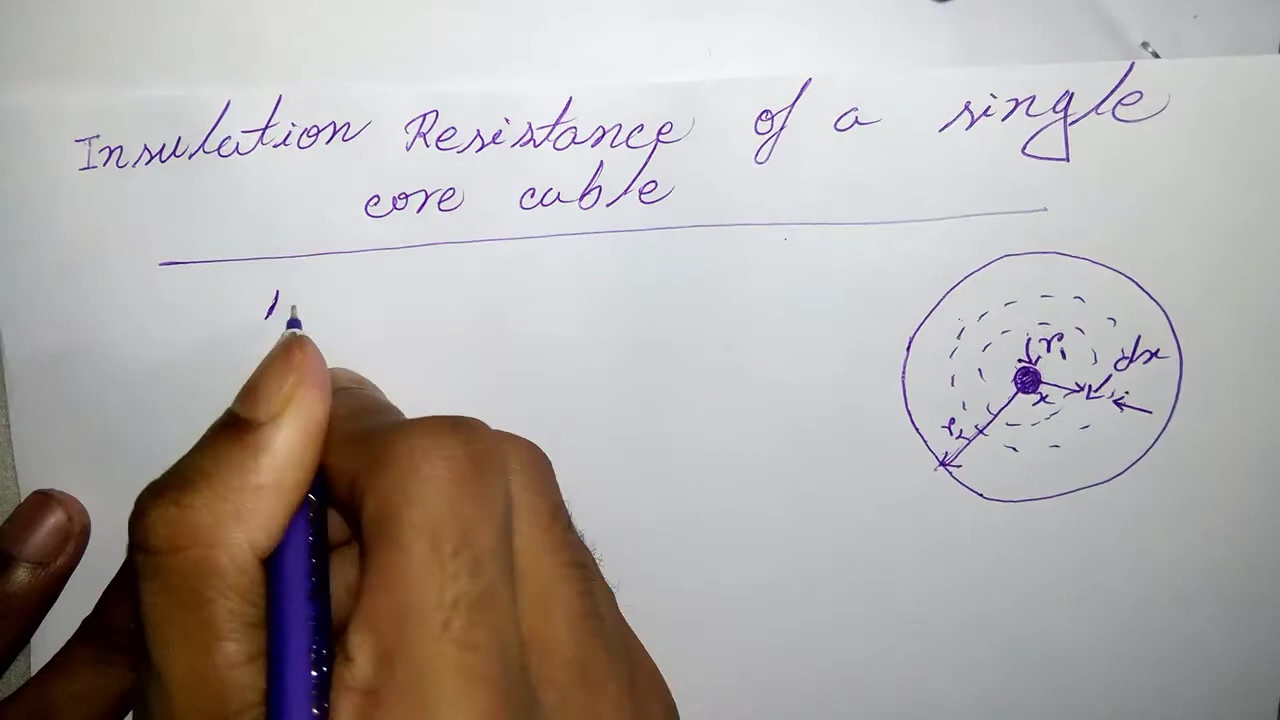 Insulation Resistance of a single
core cable
r₁
dx
x
r₂